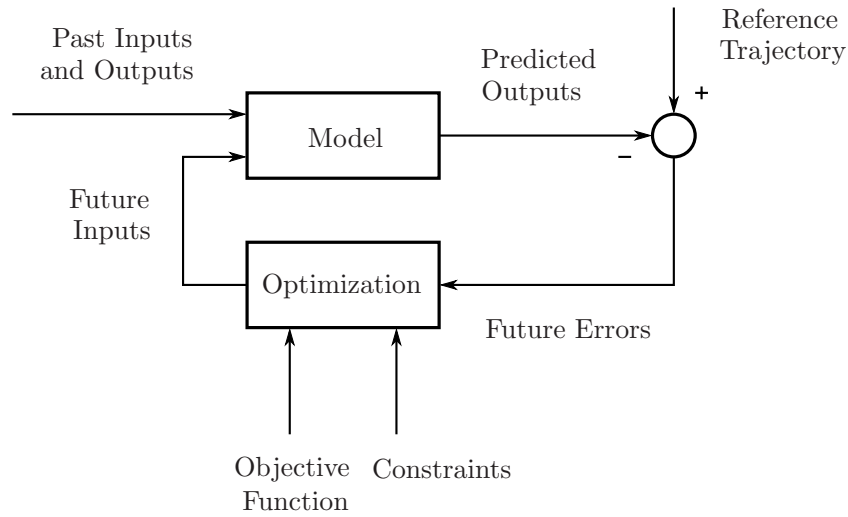 Past Inputs
and Outputs
Reference
Trajectory
Predicted
Outputs
+
Model
−
Future
Inputs
Optimization
Future Errors
Objective
Function
Constraints